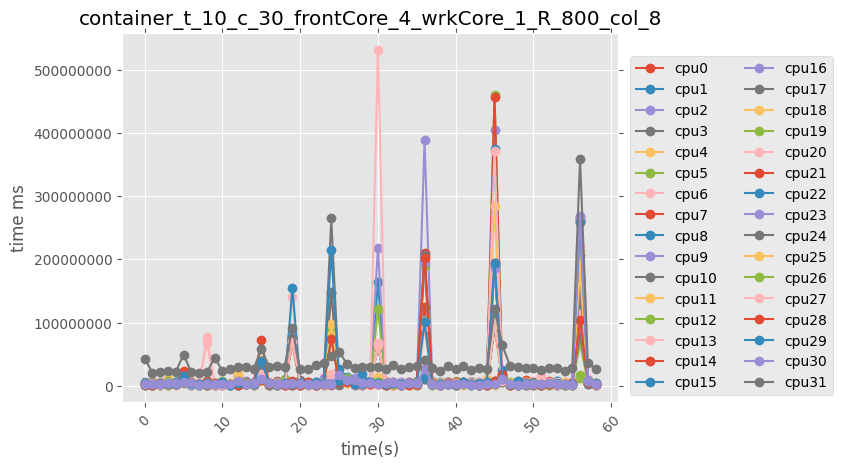 container_t_10_c_30_frontCore_4_wrkCore_1_R_800_col_8
time ms
500000000
400000000
300000000
200000000
100000000
0
0
10
20
30
40
50
60
time(s)
cpu0
cpu1
cpu2
cpu3
cpu4
cpu5
cpu6
cpu7
cpu8
cpu9
cpu10
cpu11
cpu12
cpu13
cpu14
cpu15
cpu16
cpu17
cpu18
cpu19
cpu20
cpu21
cpu22
cpu23
cpu24
cpu25
cpu26
cpu27
cpu28
cpu29
cpu30
cpu31